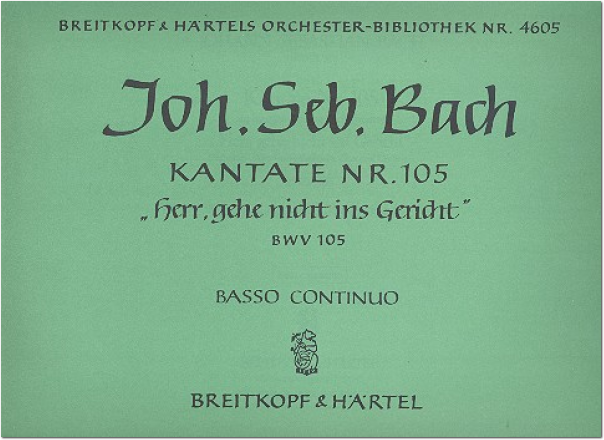 BREITKOPF & HÄRTELS ORCHESTER-BIBLIOTHEK NR. 4605
Joh. Seb. Bach
KANTATE NR. 105
„Herr, gehe nicht ins Gericht"
BWV 105
BASSO CONTINUO
BREITKOPF & HÄRTEL